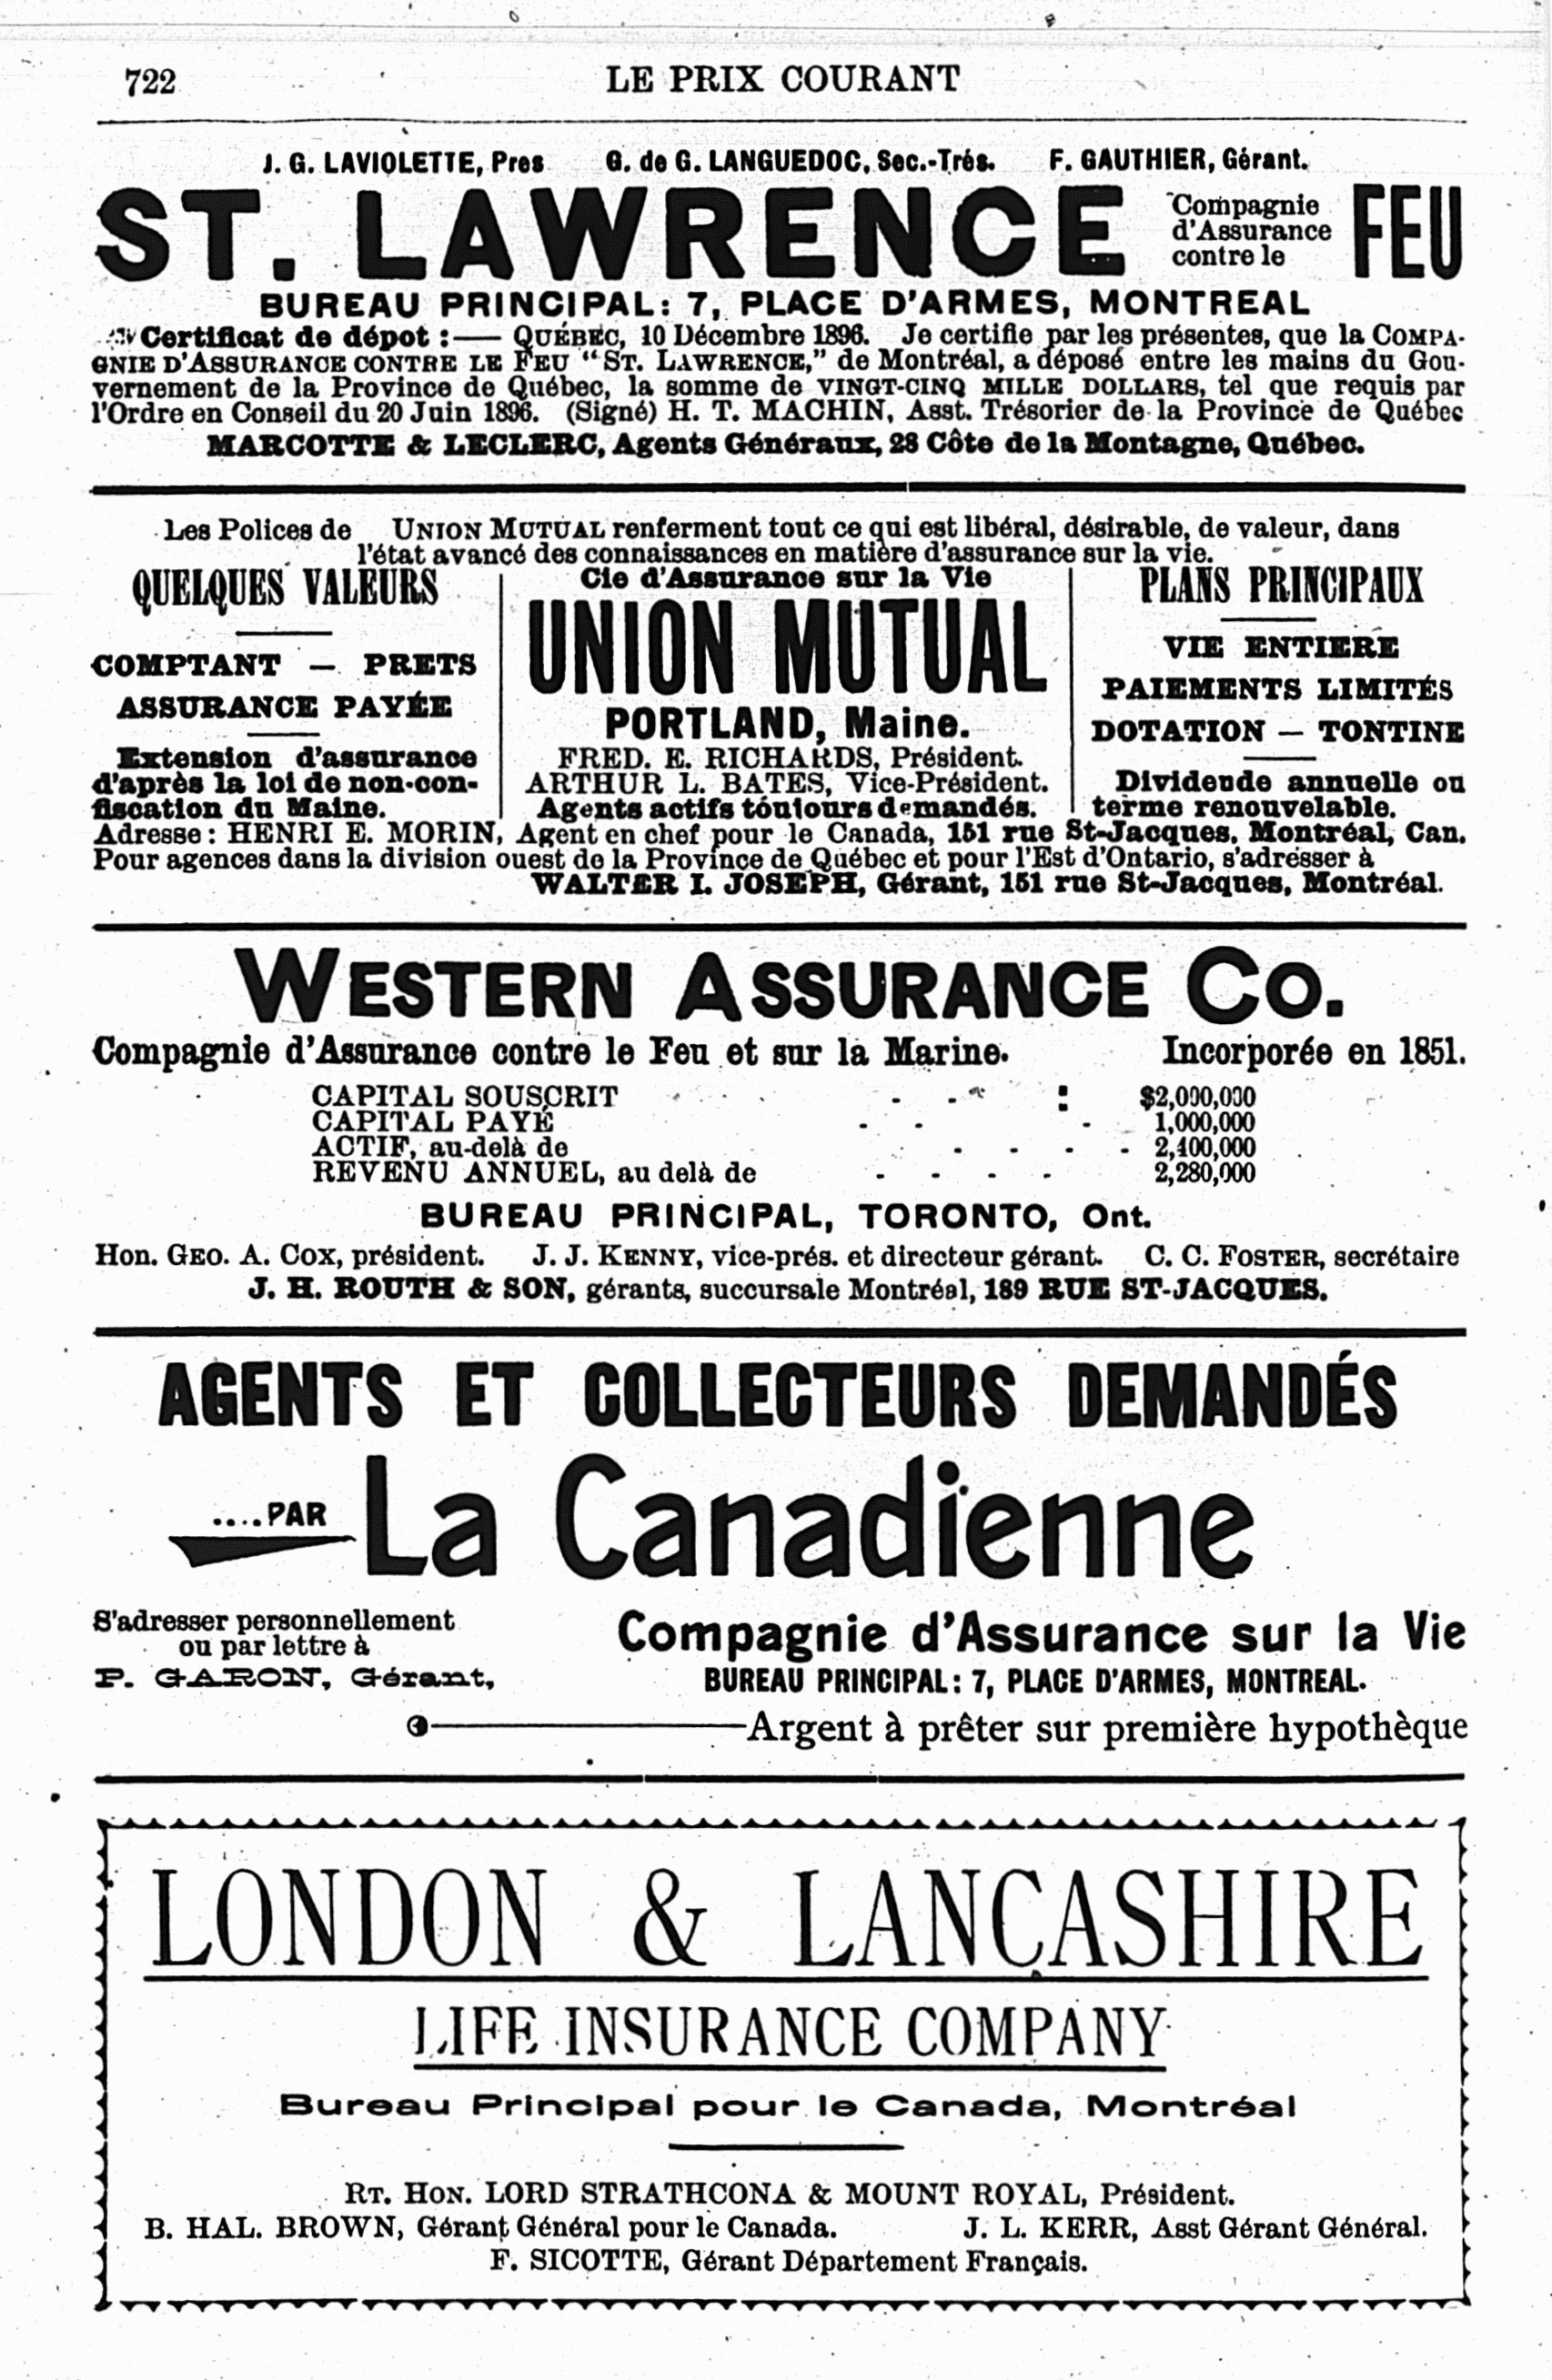 722
LE PRIX COURANT
J. G. LAVIOLETTE, Pres G. de G. LANGUEDOC, Sec.-Trés. F. GAUTHIER, Gérant.
ST. LAWRENCE Compagnie d'Assurance contre le FEU
BUREAU PRINCIPAL: 7, PLACE D'ARMES, MONTREAL
Certificat de dépot :— QUÉBEC, 10 Décembre 1896. Je certifie par les présentes, que la COMPA-
GNIE D'ASSURANCE CONTRE LE FEU "ST. LAWRENCE," de Montréal, a déposé entre les mains du Gou-
vernement de la Province de Québec, la somme de VINGT-CINQ MILLE DOLLARS, tel que requis par
l'Ordre en Conseil du 20 Juin 1896. (Signé) H. T. MACHIN, Asst. Trésorier de la Province de Québec
MARCOTTE & LECLERC, Agents Généraux, 28 Côte de la Montagne, Québec.
Les Polices de UNION MUTUAL renferment tout ce qui est libéral, désirable, de valeur, dans
l'état avancé des connaissances en matière d'assurance sur la vie.
QUELQUES VALEURS
COMPTANT — PRETS
ASSURANCE PAYÉE
Extension d'assurance
d'après la loi de non-con-
fiscation du Maine.
Cie d'Assurance sur la Vie
UNION MUTUAL
PORTLAND, Maine.
FRED. E. RICHARDS, Président.
ARTHUR L. BATES, Vice-Président.
Agents actifs toujours demandés.
PLANS PRINCIPAUX
VIE ENTIERE
PAIEMENTS LIMITÉS
DOTATION — TONTINE
Dividende annuelle ou
terme renouvelable.
Adresse: HENRI E. MORIN, Agent en chef pour le Canada, 151 rue St-Jacques, Montréal, Can.
Pour agences dans la division ouest de la Province de Québec et pour l'Est d'Ontario, s'adresser à
WALTER I. JOSEPH, Gérant, 151 rue St-Jacques, Montréal.
WESTERN ASSURANCE CO.
Compagnie d'Assurance contre le Feu et sur la Marine. Incorporée en 1851.
CAPITAL SOUSCRIT - - : $2,000,000
CAPITAL PAYÉ - - - 1,000,000
ACTIF, au-delà de - - - - 2,400,000
REVENU ANNUEL, au delà de - - - - 2,280,000
BUREAU PRINCIPAL, TORONTO, Ont.
Hon. GEO. A. COX, président. J. J. KENNY, vice-prés. et directeur gérant. C. C. FOSTER, secrétaire
J. H. ROUTH & SON, gérants, succursale Montréal, 189 RUE ST-JACQUES.
AGENTS ET COLLECTEURS DEMANDÉS
....PAR La Canadienne
S'adresser personnellement
ou par lettre à
P. GARON, Gérant,
Compagnie d'Assurance sur la Vie
BUREAU PRINCIPAL: 7, PLACE D'ARMES, MONTREAL.
Argent à prêter sur première hypothèque
LONDON & LANCASHIRE
LIFE INSURANCE COMPANY
Bureau Principal pour le Canada, Montréal
RT. HON. LORD STRATHCONA & MOUNT ROYAL, Président.
B. HAL. BROWN, Gérant Général pour le Canada. J. L. KERR, Asst Gérant Général.
F. SICOTTE, Gérant Département Français.